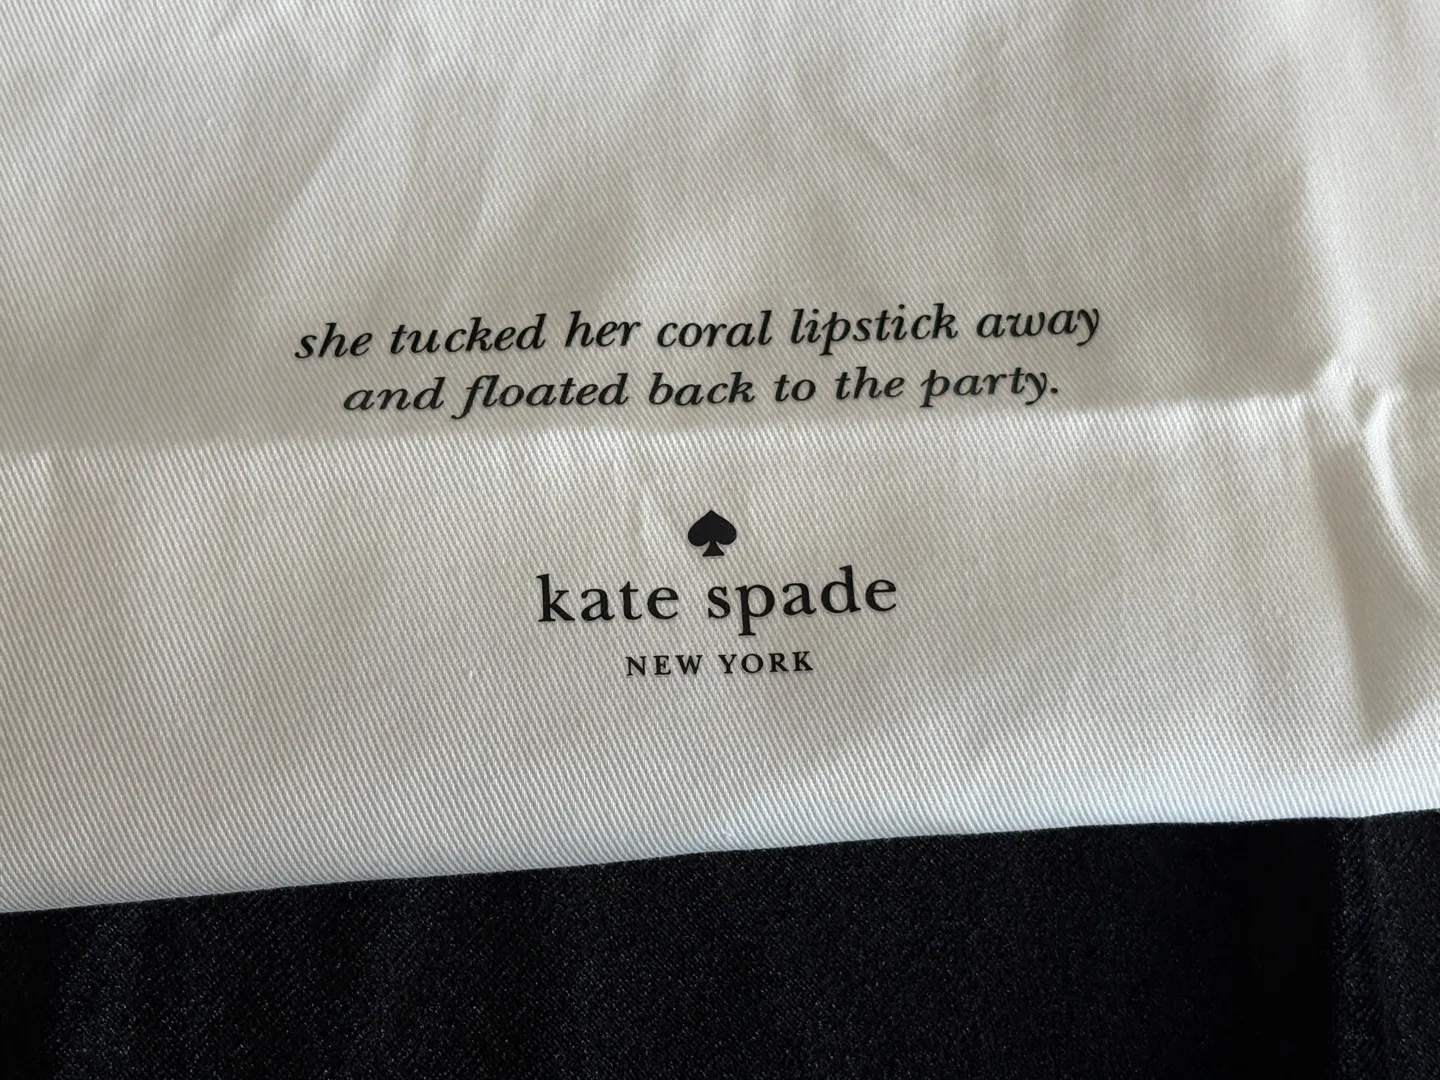 she tucked her coral lipstick away
and floated back to the party.
kate spade
NEW YORK